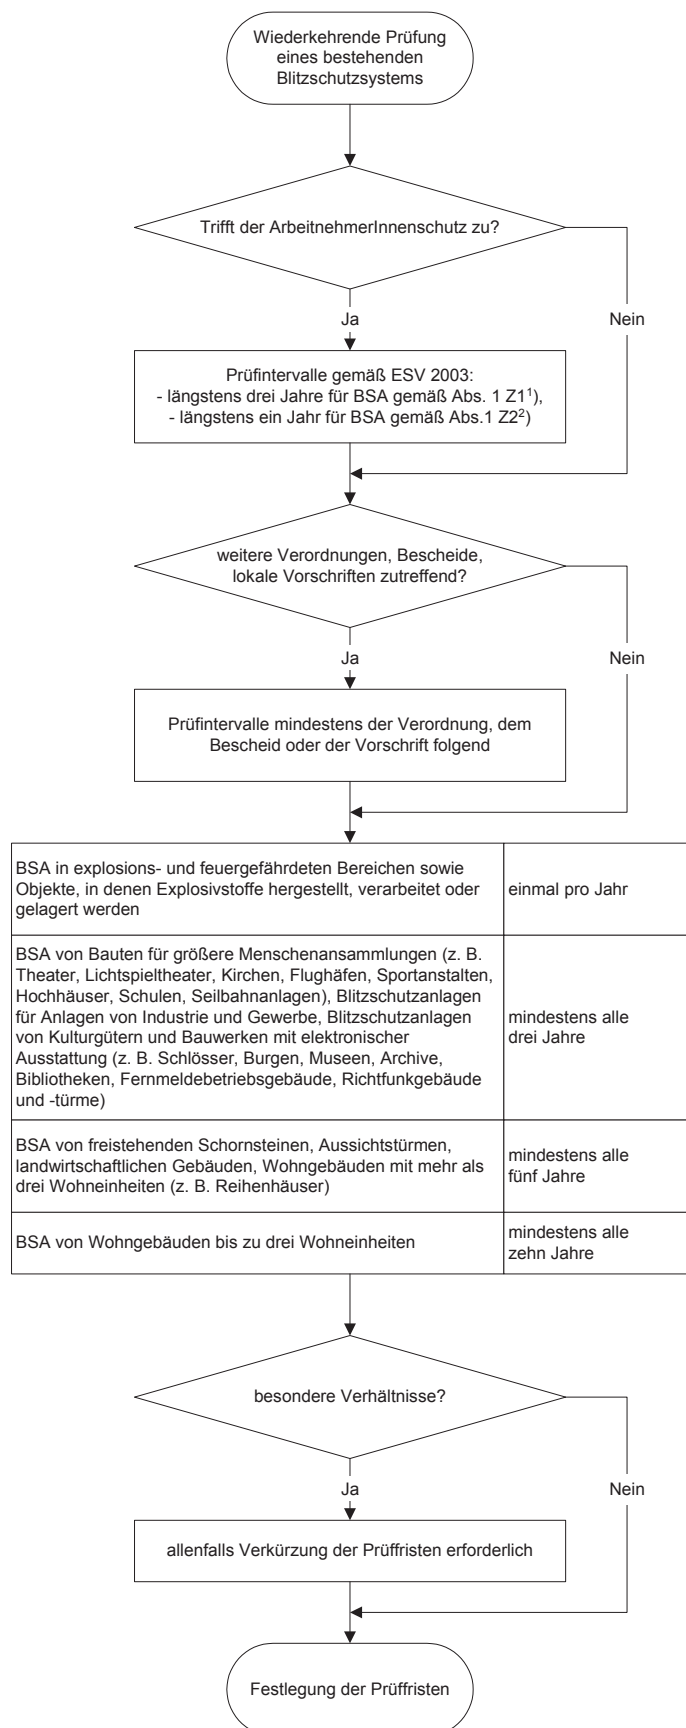 Wiederkehrende Prüfung
eines bestehenden
Blitzschutzsystems
Trifft der ArbeitnehmerInnenschutz zu?
Ja
Nein
Prüfintervalle gemäß ESV 2003:
- längstens drei Jahre für BSA gemäß Abs. 1 Z1¹),
- längstens ein Jahr für BSA gemäß Abs.1 Z2²)
weitere Verordnungen, Bescheide,
lokale Vorschriften zutreffend?
Ja
Nein
Prüfintervalle mindestens der Verordnung, dem
Bescheid oder der Vorschrift folgend
BSA in explosions- und feuergefährdeten Bereichen sowie
Objekte, in denen Explosivstoffe hergestellt, verarbeitet oder
gelagert werden
einmal pro Jahr
BSA von Bauten für größere Menschenansammlungen (z. B.
Theater, Lichtspieltheater, Kirchen, Flughäfen, Sportanstalten,
Hochhäuser, Schulen, Seilbahnanlagen), Blitzschutzanlagen
für Anlagen von Industrie und Gewerbe, Blitzschutzanlagen
von Kulturgütern und Bauwerken mit elektronischer
Ausstattung (z. B. Schlösser, Burgen, Museen, Archive,
Bibliotheken, Fernmeldebetriebsgebäude, Richtfunkgebäude
und -türme)
mindestens alle
drei Jahre
BSA von freistehenden Schornsteinen, Aussichtstürmen,
landwirtschaftlichen Gebäuden, Wohngebäuden mit mehr als
drei Wohneinheiten (z. B. Reihenhäuser)
mindestens alle
fünf Jahre
BSA von Wohngebäuden bis zu drei Wohneinheiten
mindestens alle
zehn Jahre
besondere Verhältnisse?
Ja
Nein
allenfalls Verkürzung der Prüffristen erforderlich
Festlegung der Prüffristen